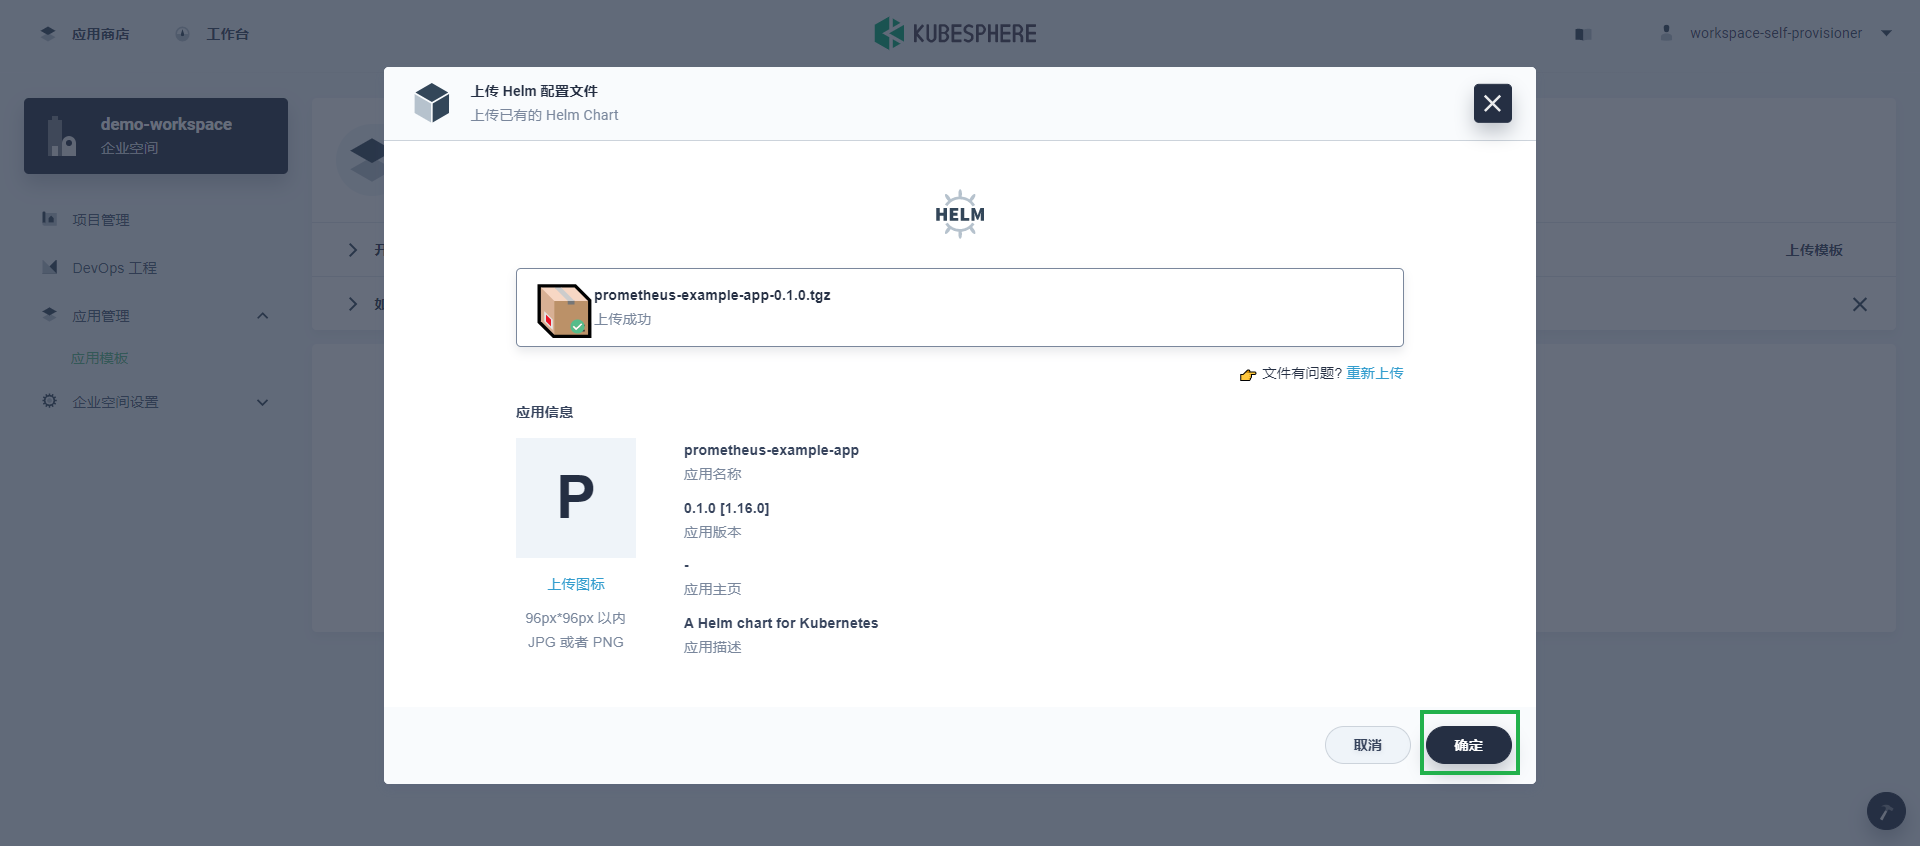 应用商店
工作台
KUBESPHERE
workspace-self-provisioner
demo-workspace
企业空间
项目管理
DevOps 工程
应用管理
应用模板
企业空间设置
开
如
上传模板
上传 Helm 配置文件
上传已有的 Helm Chart
HELM
prometheus-example-app-0.1.0.tgz
上传成功
文件有问题? 重新上传
应用信息
P
上传图标
96px*96px 以内
JPG 或者 PNG
prometheus-example-app
应用名称
0.1.0 [1.16.0]
应用版本
-
应用主页
A Helm chart for Kubernetes
应用描述
取消
确定